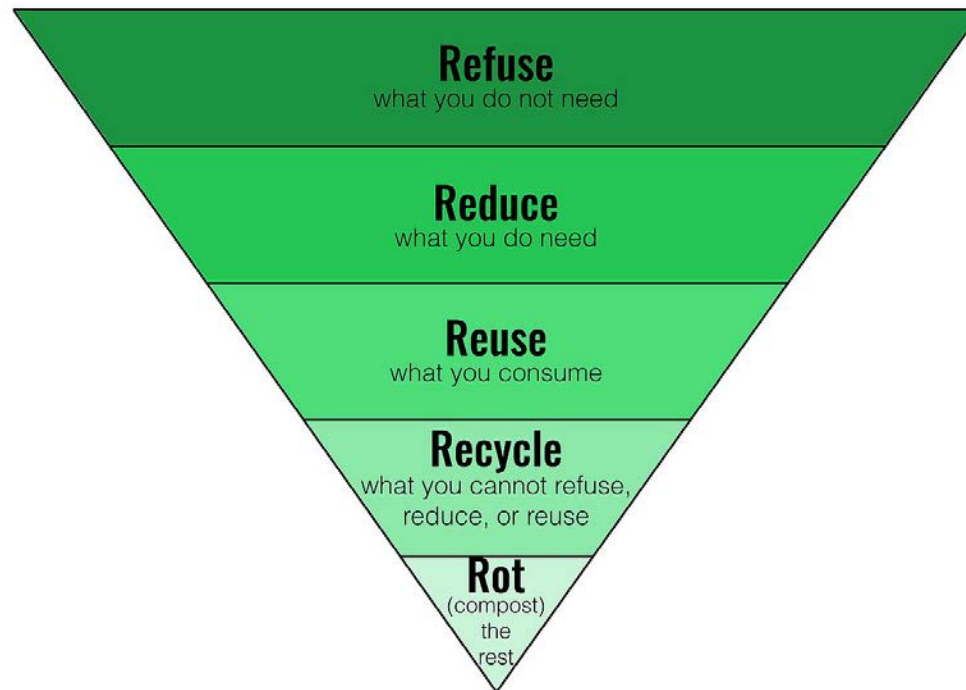 Refuse
what you do not need
Reduce
what you do need
Reuse
what you consume
Recycle
what you cannot refuse,
reduce, or reuse
Rot
(compost)
the
rest